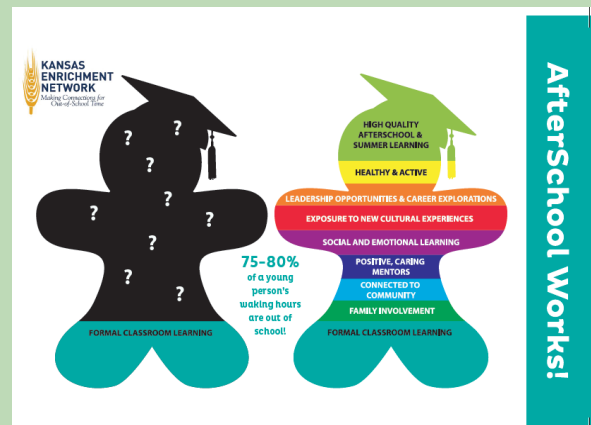 KANSAS
ENRICHMENT
NETWORK
Making Connections for
Out-of-School Time
?
?
?
?
?
?
?
?
?
FORMAL CLASSROOM LEARNING
75-80%
of a young
person's
waking hours
are out of
school!
HIGH QUALITY
AFTERSCHOOL &
SUMMER LEARNING
HEALTHY & ACTIVE
LEADERSHIP OPPORTUNITIES & CAREER EXPLORATIONS
EXPOSURE TO NEW CULTURAL EXPERIENCES
SOCIAL AND EMOTIONAL LEARNING
POSITIVE, CARING
MENTORS
CONNECTED TO
COMMUNITY
FAMILY INVOLVEMENT
FORMAL CLASSROOM LEARNING
AfterSchool Works!